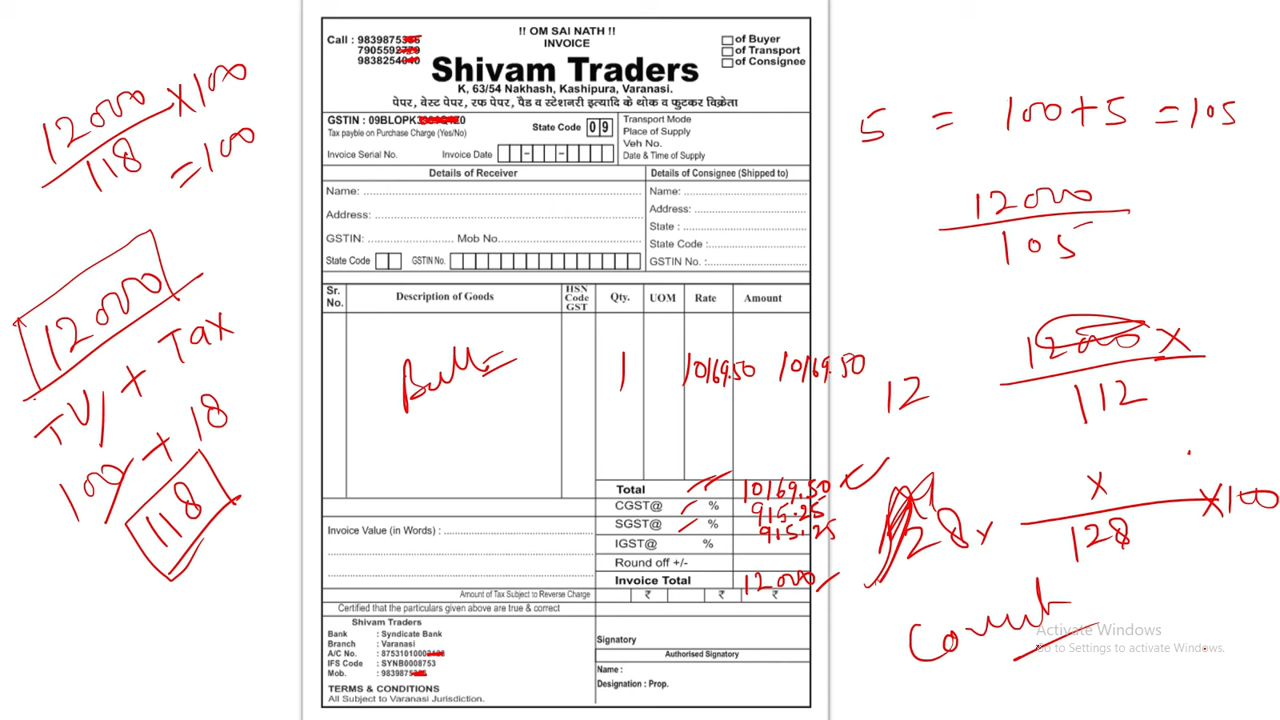 12000 × 100
118
= 100
12000
TV + Tax
100 + 18
118
!! OM SAI NATH !!
INVOICE
Call : 9839875
7905592
9838254
of Buyer
of Transport
of Consignee
Shivam Traders
K, 63/54 Nakhash, Kashipura, Varanasi.
पेपर, वेस्ट पेपर, रफ पेपर, पैड व स्टेशनरी इत्यादि के थोक व फुटकर विक्रेता
GSTIN : 09BLOPK
Tax payble on Purchase Charge (Yes/No)
State Code 0 9
Invoice Serial No.
Invoice Date
Transport Mode
Place of Supply
Veh No.
Date & Time of Supply
Details of Receiver
Name:
Address:
GSTIN: Mob No.
State Code GSTIN No.
Details of Consignee (Shipped to)
Name:
Address:
State :
State Code :
GSTIN No. :
Sr. No. Description of Goods HSN Code GST Qty. UOM Rate Amount
1 10169.50 10169.50
Total 10169.50
CGST@ % 915.25
SGST@ % 915.25
IGST@ %
Round off +/-
Invoice Total 12000
Invoice Value (in Words) :
Amount of Tax Subject to Reverse Charge ₹ ₹ ₹
Certified that the particulars given above are true & correct
Shivam Traders
Bank : Syndicate Bank
Branch : Varanasi
A/C No. : 8753101000
IFS Code : SYNB0008753
Mob. : 9839875
TERMS & CONDITIONS
All Subject to Varanasi Jurisdiction.
Signatory
Authorised Signatory
Name :
Designation : Prop.
5 = 100 + 5 = 105
12000
105
12 12000 x
112
28 x x × 100
128
Activate Windows
Go to Settings to activate Windows.